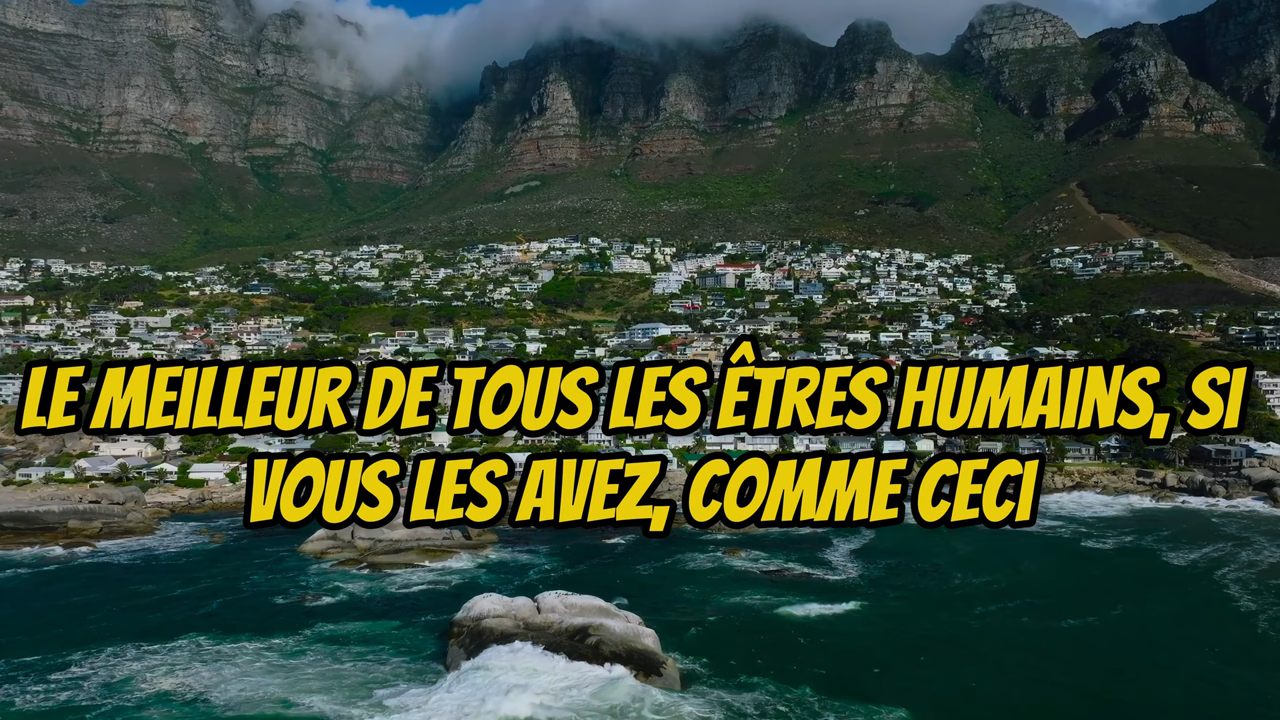 LE MEILLEUR DE TOUS LES ÊTRES HUMAINS, SI
VOUS LES AVEZ, COMME CECI